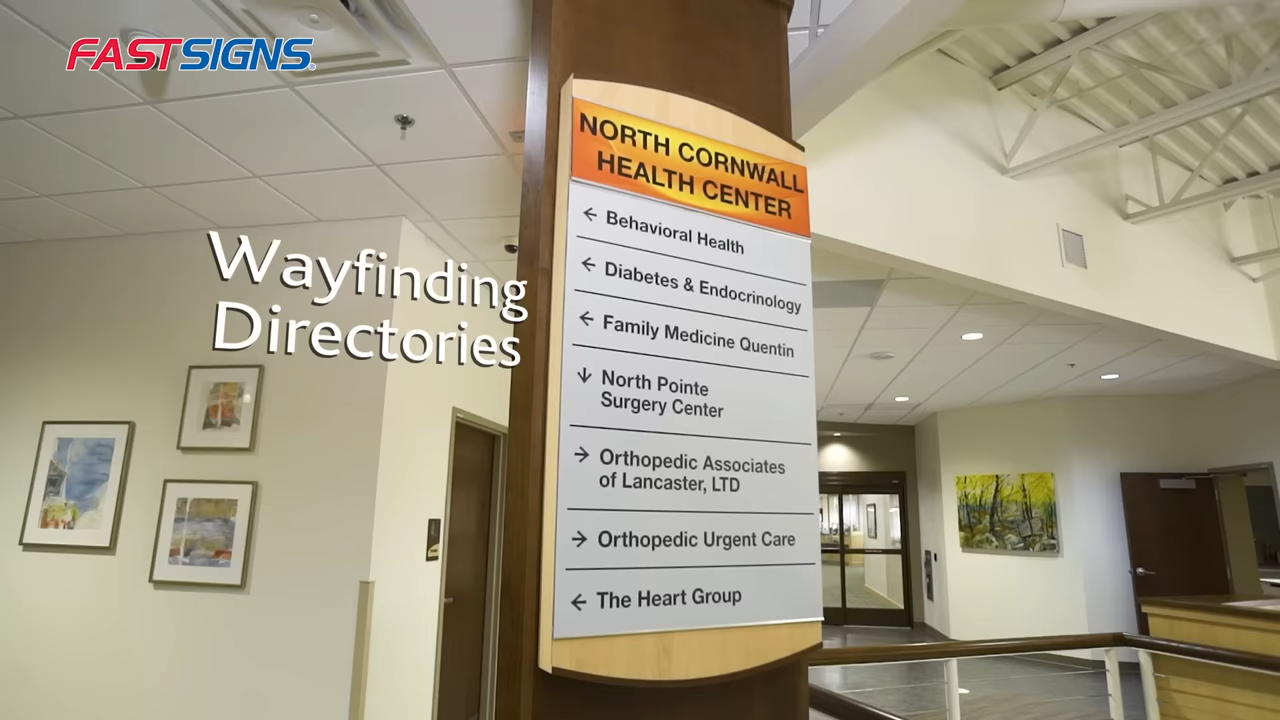 FASTSIGNS®
Wayfinding
Directories
NORTH CORNWALL
HEALTH CENTER
← Behavioral Health
← Diabetes & Endocrinology
← Family Medicine Quentin
↓ North Pointe
Surgery Center
→ Orthopedic Associates
of Lancaster, LTD
→ Orthopedic Urgent Care
← The Heart Group